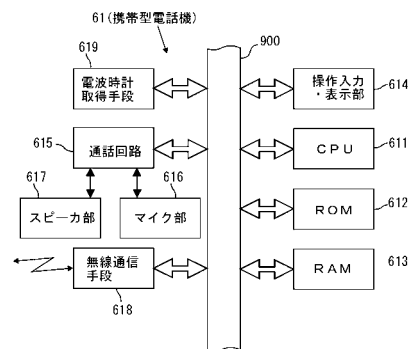 61(携帯型電話機)
900
619
電波時計
取得手段
操作入力
・表示部
614
615
通話回路
CPU
611
617
616
スピーカ部
マイク部
ROM
612
無線通信
手段
618
RAM
613